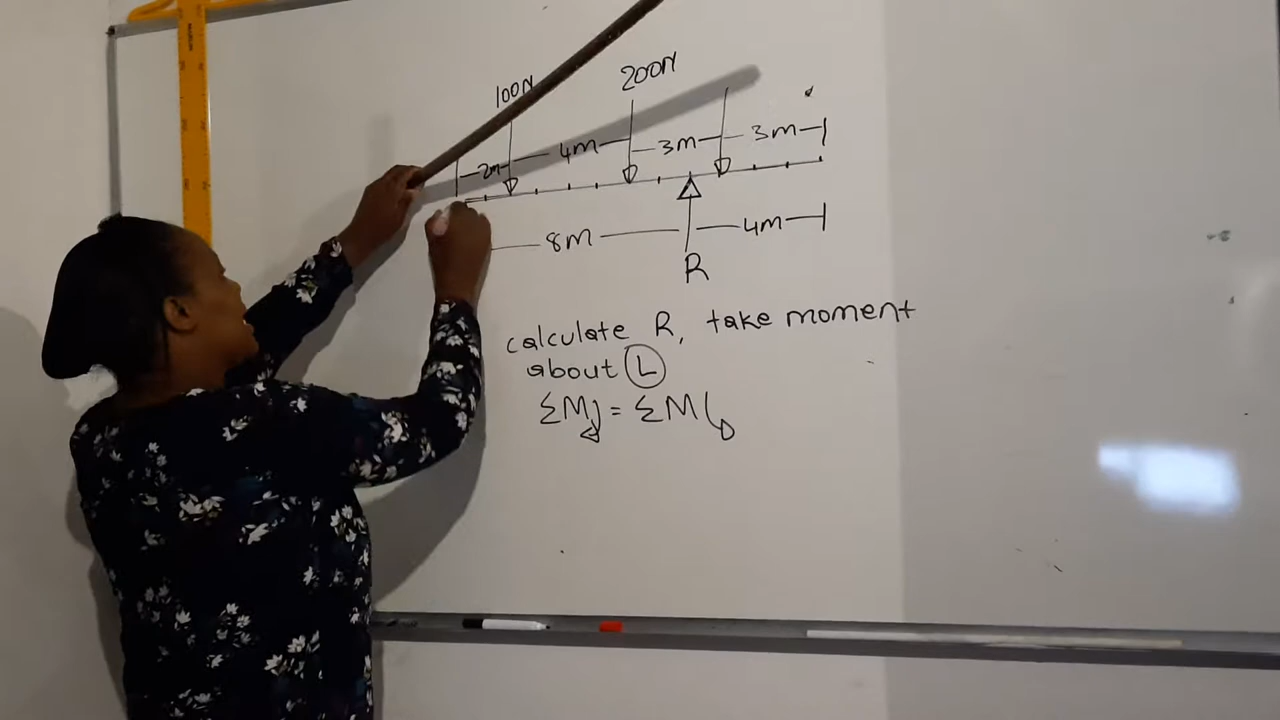 100N 200N
2m 4m 3m 3m
8m 4m
R
calculate R, take moment
about L
ΣM = ΣM